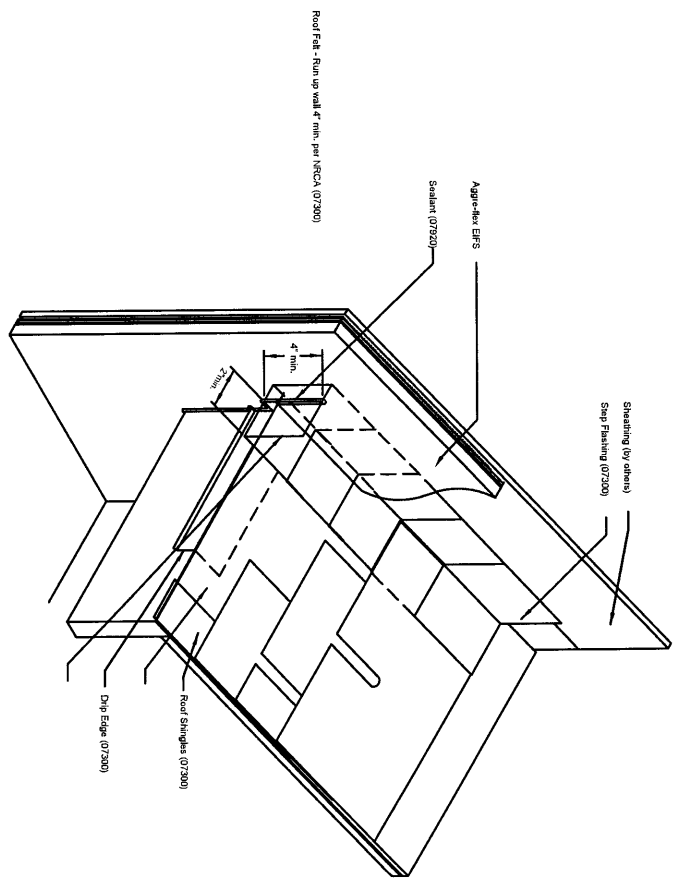 Sheathing (by others)
Step Flashing (07300)
Aggre-flex EIFS
Sealant (07920)
Roof Felt - Run up wall 4" min. per NRCA (07300)
4" min.
2" min.
Roof Shingles (07300)
Drip Edge (07300)